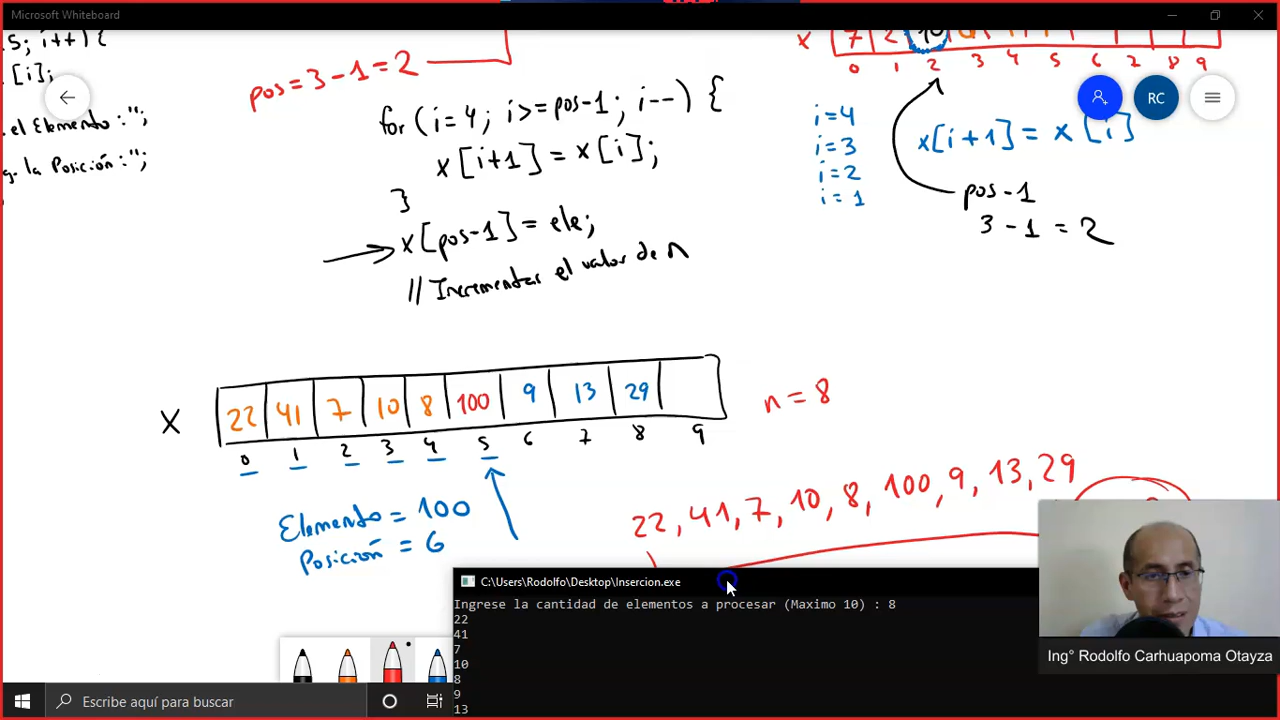 Microsoft Whiteboard
.5; i++) {
[i];
. el Elemento :";
g. la Posición :";
pos = 3 - 1 = 2
for (i=4; i>=pos-1; i--) {
x[i+1] = x[i];
}
x[pos-1] = ele;
// Incrementar el valor de n
x 7 2 10
0 1 2 3 4 5 6 7 8 9
RC
i=4
i=3
i=2
i=1
x[i+1] = x[i]
pos-1
3-1 = 2
X 22 41 7 10 8 100 9 13 29
0 1 2 3 4 5 6 7 8 9
n = 8
Elemento = 100
Posición = 6
22, 41, 7, 10, 8, 100, 9, 13, 29
C:\Users\Rodolfo\Desktop\Insercion.exe
Ingrese la cantidad de elementos a procesar (Maximo 10) : 8
22
41
7
10
8
9
13
Ing° Rodolfo Carhuapoma Otayza
Escribe aquí para buscar